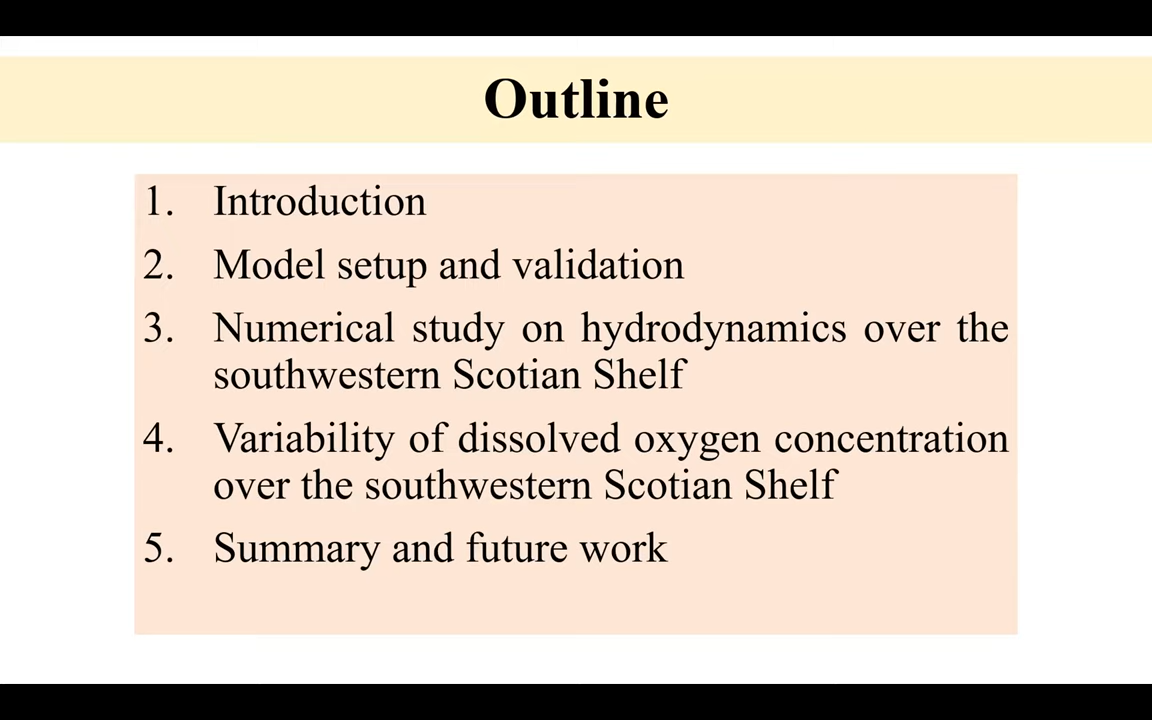 Outline
1. Introduction
2. Model setup and validation
3. Numerical study on hydrodynamics over the
southwestern Scotian Shelf
4. Variability of dissolved oxygen concentration
over the southwestern Scotian Shelf
5. Summary and future work